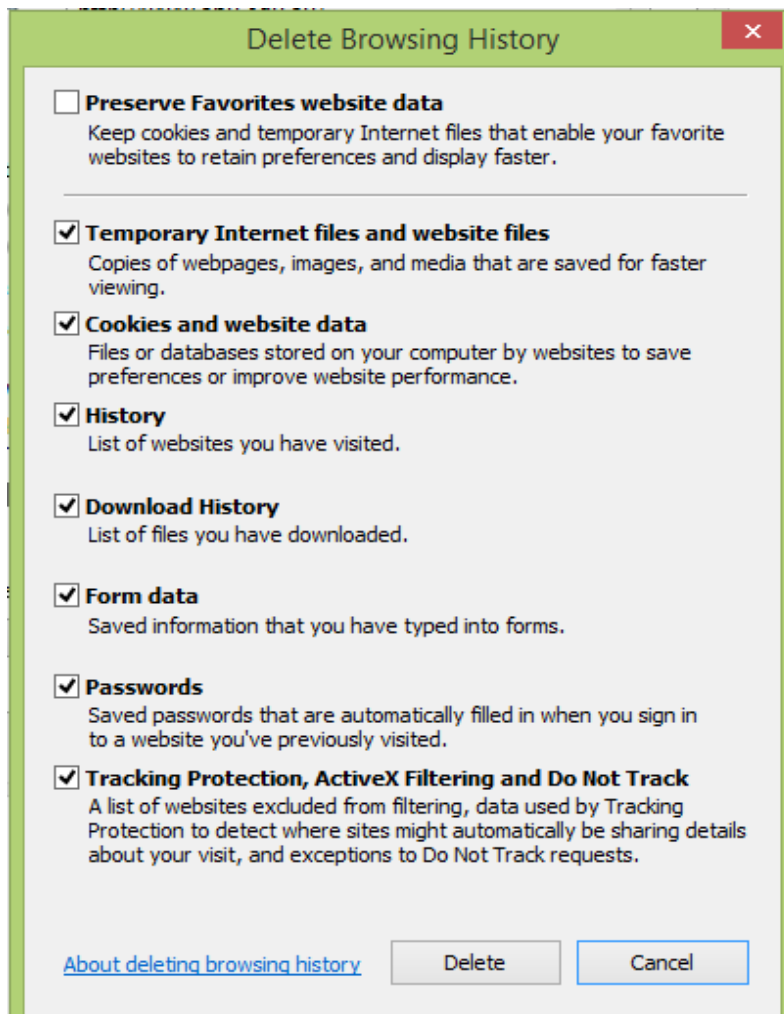 Delete Browsing History
Preserve Favorites website data
Keep cookies and temporary Internet files that enable your favorite
websites to retain preferences and display faster.
Temporary Internet files and website files
Copies of webpages, images, and media that are saved for faster
viewing.
Cookies and website data
Files or databases stored on your computer by websites to save
preferences or improve website performance.
History
List of websites you have visited.
Download History
List of files you have downloaded.
Form data
Saved information that you have typed into forms.
Passwords
Saved passwords that are automatically filled in when you sign in
to a website you've previously visited.
Tracking Protection, ActiveX Filtering and Do Not Track
A list of websites excluded from filtering, data used by Tracking
Protection to detect where sites might automatically be sharing details
about your visit, and exceptions to Do Not Track requests.
About deleting browsing history Delete Cancel